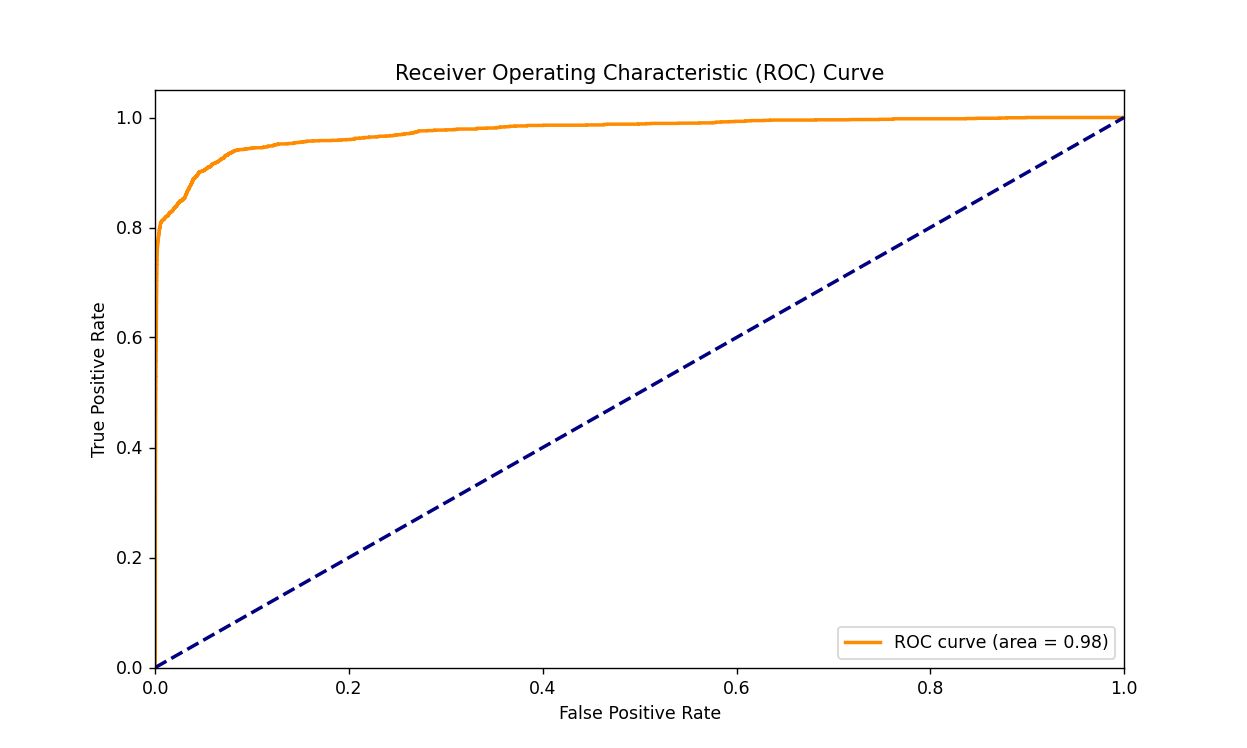 Receiver Operating Characteristic (ROC) Curve
1.0
0.8
0.6
0.4
0.2
0.0
True Positive Rate
ROC curve (area = 0.98)
0.0 0.2 0.4 0.6 0.8 1.0
False Positive Rate